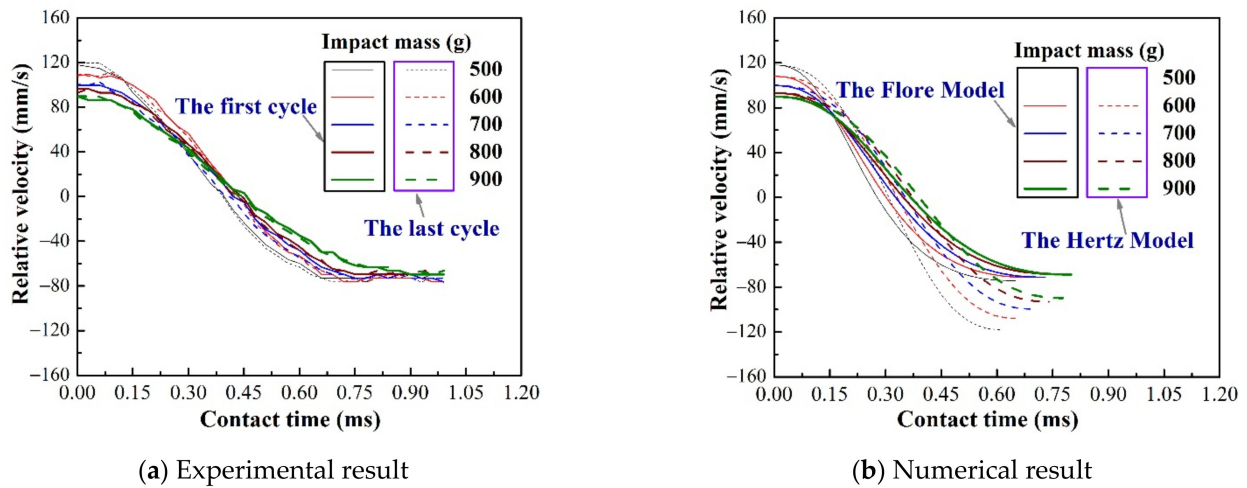 160
120
80
40
0
−40
−80
−120
−160
Relative velocity (mm/s)
Impact mass (g)
500
600
700
800
900
The first cycle
The last cycle
0.00 0.15 0.30 0.45 0.60 0.75 0.90 1.05 1.20
Contact time (ms)
(a) Experimental result
160
120
80
40
0
−40
−80
−120
−160
Relative velocity (mm/s)
Impact mass (g)
500
600
700
800
900
The Flore Model
The Hertz Model
0.00 0.15 0.30 0.45 0.60 0.75 0.90 1.05 1.20
Contact time (ms)
(b) Numerical result